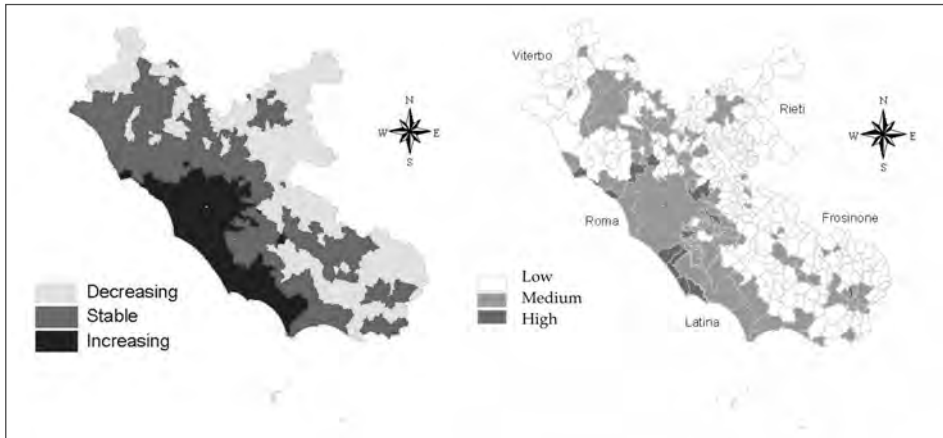 N
W E
S
Decreasing
Stable
Increasing
Viterbo
Rieti
N
W E
S
Roma
Frosinone
Low
Medium
High
Latina